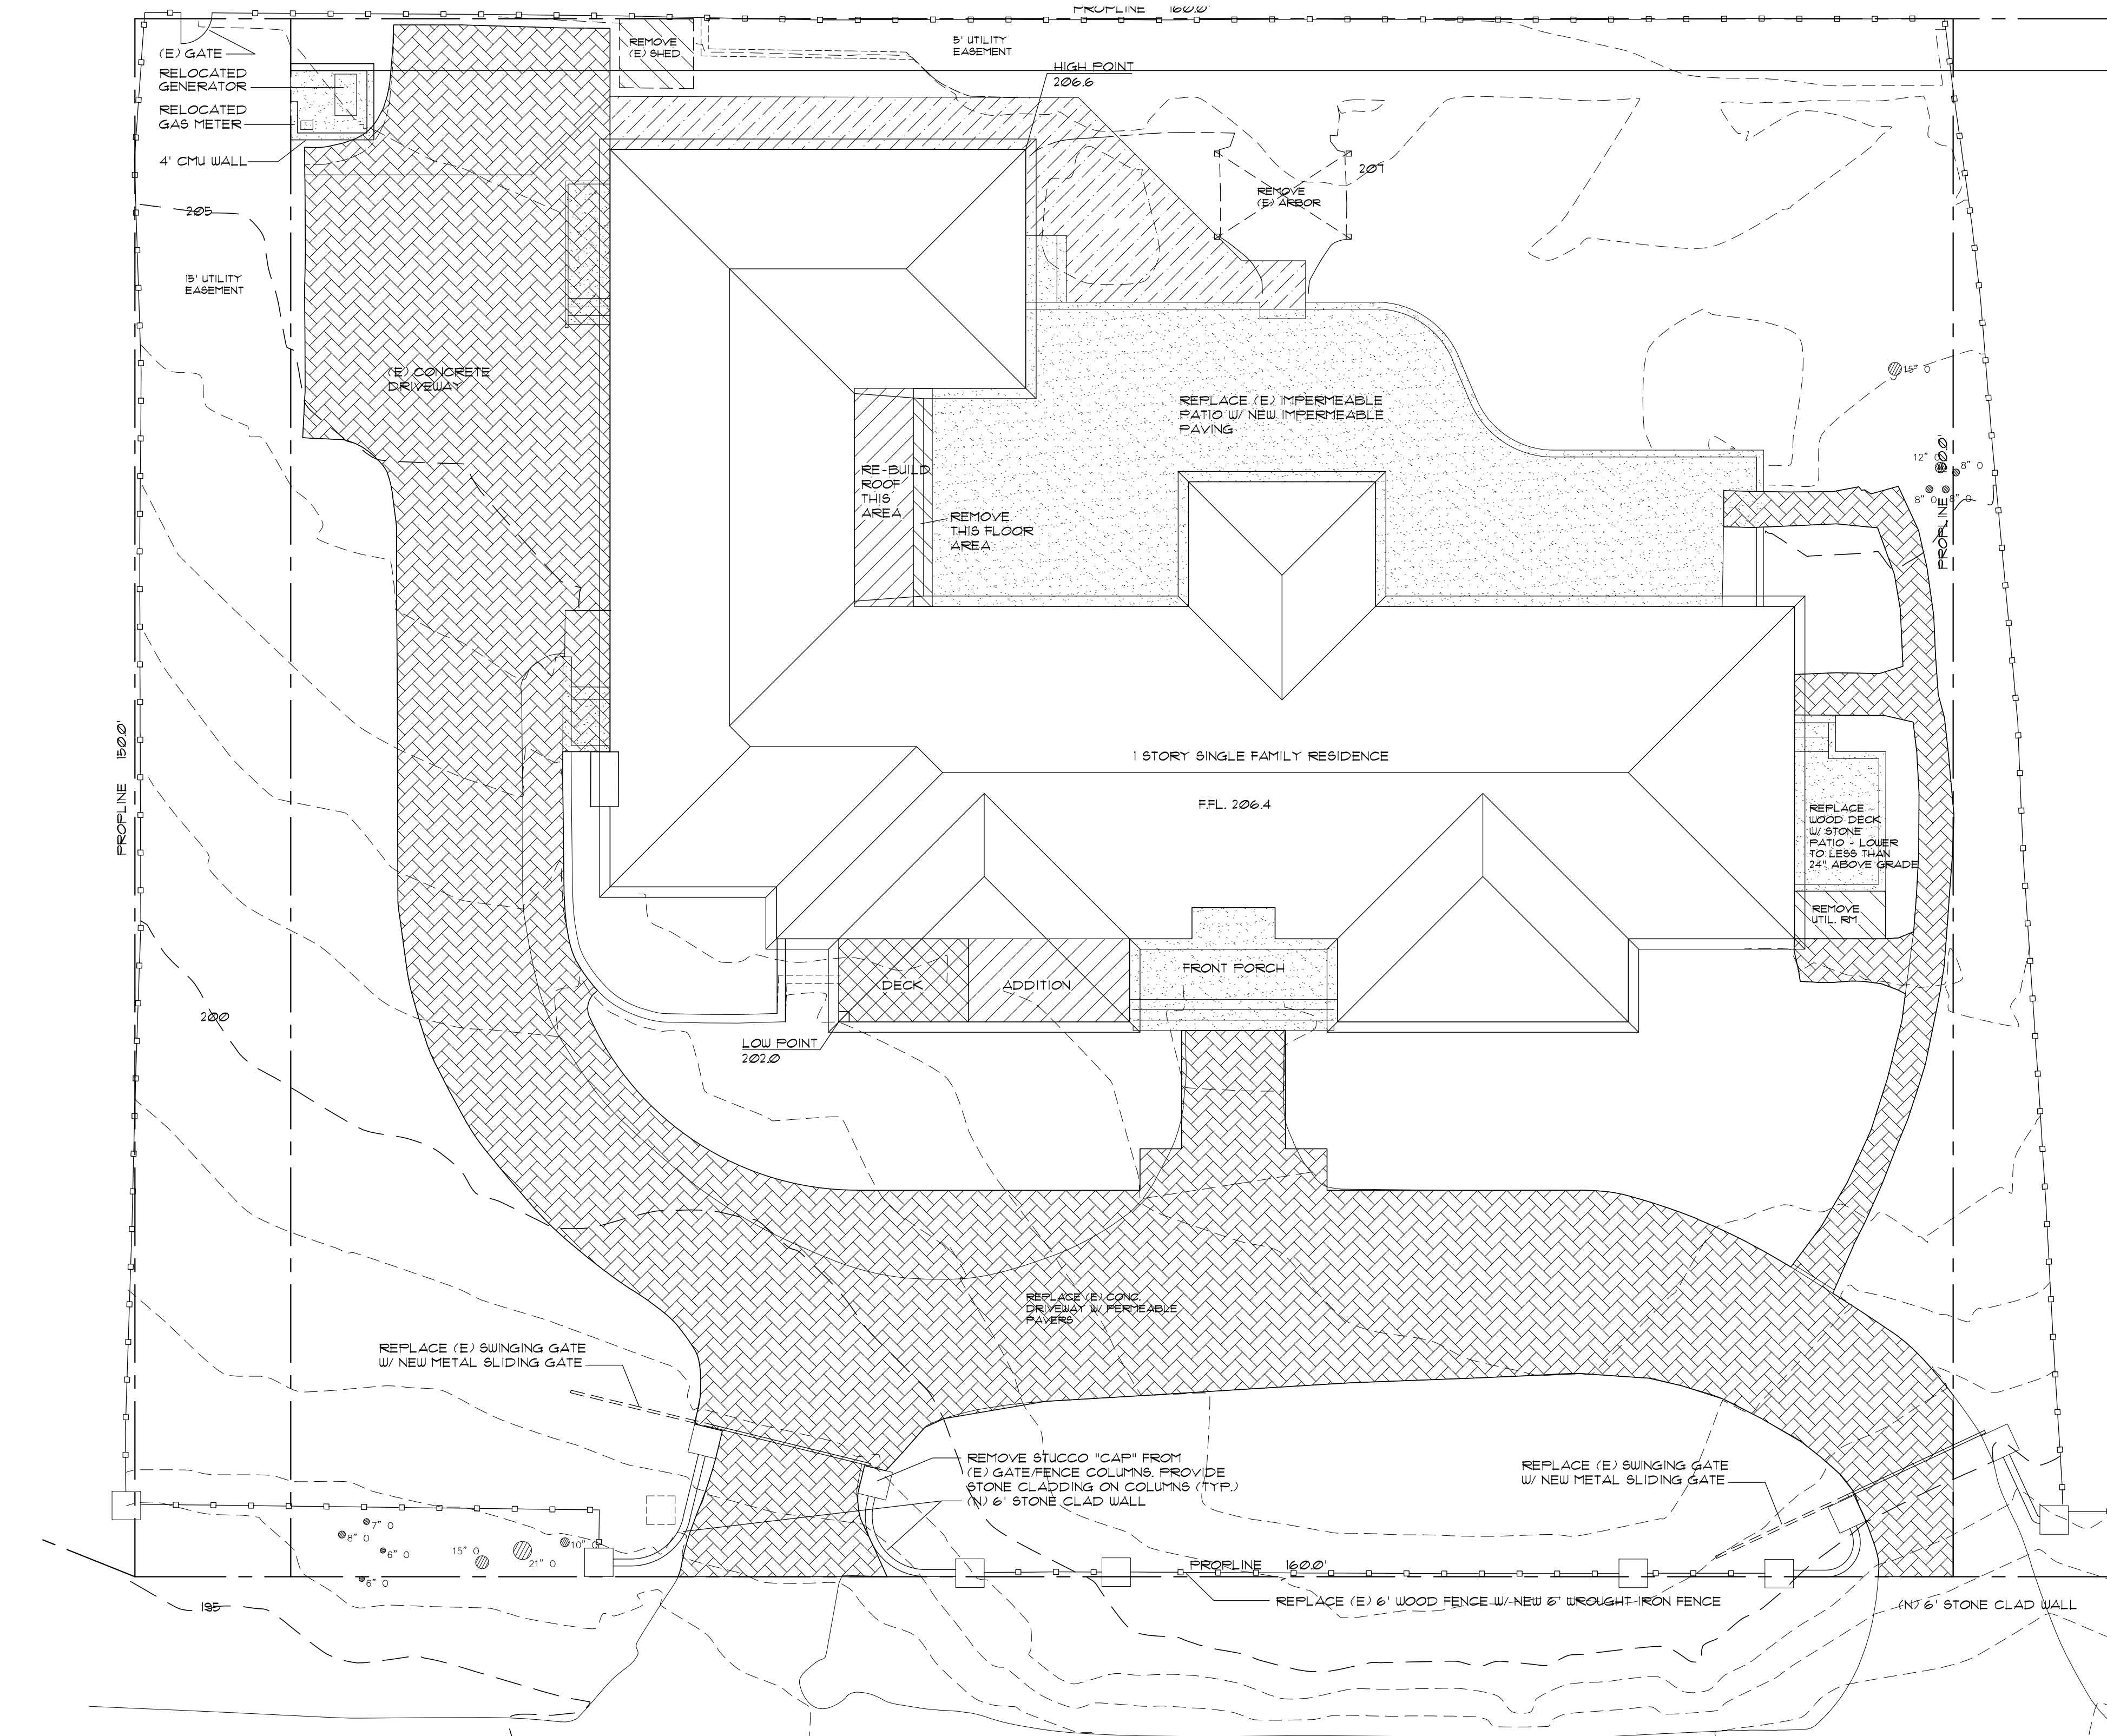 PROPLINE 160.0'
(E) GATE
RELOCATED
GENERATOR
RELOCATED
GAS METER
4' CMU WALL
REMOVE
(E) SHED
5' UTILITY
EASEMENT
HIGH POINT
206.6
207
REMOVE
(E) ARBOR
205
15' UTILITY
EASEMENT
(E) CONCRETE
DRIVEWAY
REPLACE (E) IMPERMEABLE
PATIO W/ NEW IMPERMEABLE
PAVING
15" O
12" O
8" O
8" O
8" O
PROPLINE 150.0'
RE-BUILD
ROOF
THIS
AREA
REMOVE
THIS FLOOR
AREA
PROPLINE 150.0'
1 STORY SINGLE FAMILY RESIDENCE
F.FL. 206.4
REPLACE
WOOD DECK
W/ STONE
PATIO - LOWER
TO LESS THAN
24" ABOVE GRADE
REMOVE
UTIL. RM
DECK
ADDITION
FRONT PORCH
200
LOW POINT
202.0
REPLACE (E) CONC.
DRIVEWAY W/ PERMEABLE
PAVERS
REPLACE (E) SWINGING GATE
W/ NEW METAL SLIDING GATE
REMOVE STUCCO "CAP" FROM
(E) GATE/FENCE COLUMNS. PROVIDE
STONE CLADDING ON COLUMNS (TYP.)
(N) 6' STONE CLAD WALL
REPLACE (E) SWINGING GATE
W/ NEW METAL SLIDING GATE
7" O
8" O
6" O
15" O
21" O
10" O
6" O
PROPLINE 160.0'
195
REPLACE (E) 6' WOOD FENCE W/ NEW 6' WROUGHT IRON FENCE
(N) 6' STONE CLAD WALL